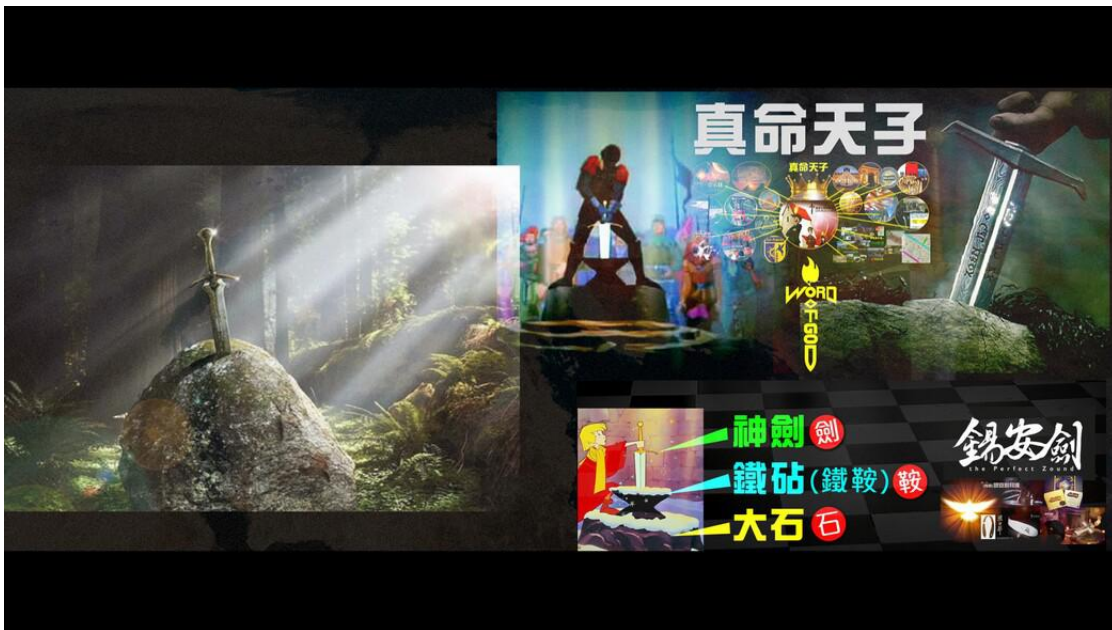 真命天子
真命天子
WORD
OF GOD
神劍 劍
鐵砧(鐵鞍) 鞍
大石 石
錫安劍
the Perfect Zound